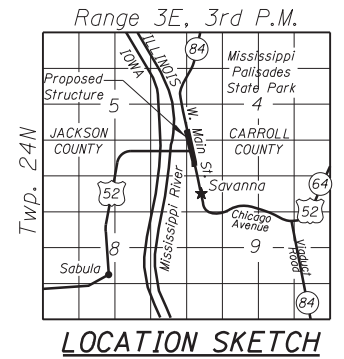 Range 3E, 3rd P.M.
Twp. 24N
ILLINOIS
IOWA
84
Mississippi
Palisades
State Park
Proposed
Structure
5
4
W. Main St.
JACKSON
COUNTY
CARROLL
COUNTY
52
Mississippi River
Savanna
64
52
Chicago
Avenue
8
9
Viaduct
Road
Sabula
84
LOCATION SKETCH